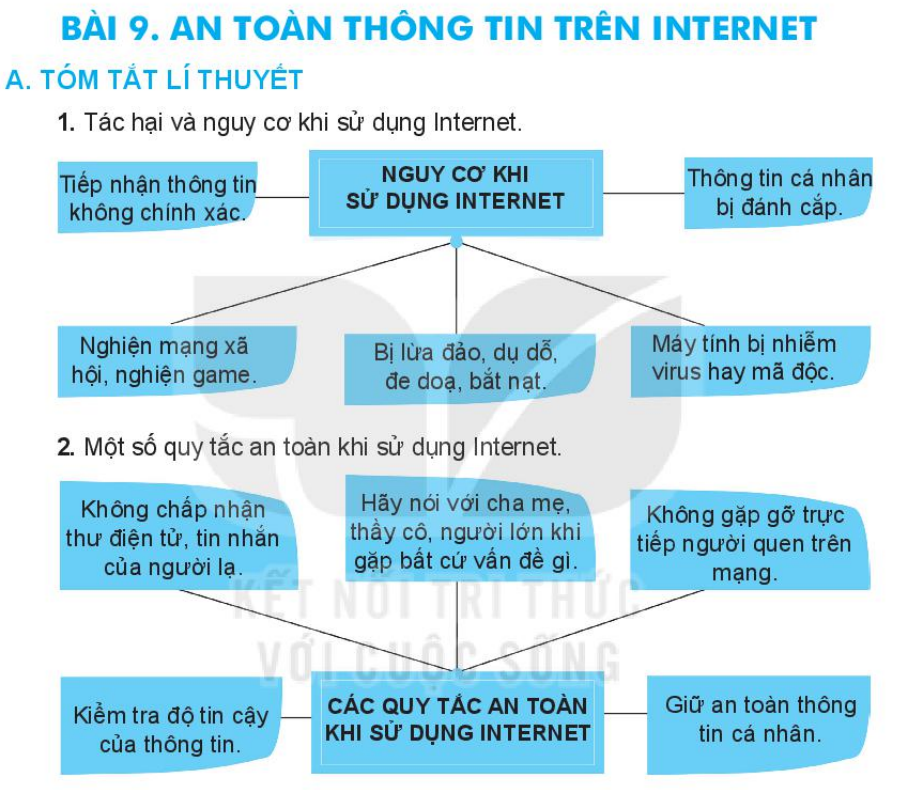 BÀI 9. AN TOÀN THÔNG TIN TRÊN INTERNET
A. TÓM TẮT LÍ THUYẾT
1. Tác hại và nguy cơ khi sử dụng Internet.
Tiếp nhận thông tin
không chính xác.
NGUY CƠ KHI
SỬ DỤNG INTERNET
Thông tin cá nhân
bị đánh cắp.
Nghiện mạng xã
hội, nghiện game.
Bị lừa đảo, dụ dỗ,
đe doạ, bắt nạt.
Máy tính bị nhiễm
virus hay mã độc.
2. Một số quy tắc an toàn khi sử dụng Internet.
Không chấp nhận
thư điện tử, tin nhắn
của người lạ.
Hãy nói với cha mẹ,
thầy cô, người lớn khi
gặp bất cứ vấn đề gì.
Không gặp gỡ trực
tiếp người quen trên
mạng.
KẾT NỐI TRI THỨC
VỚI CUỘC SỐNG
Kiểm tra độ tin cậy
của thông tin.
CÁC QUY TẮC AN TOÀN
KHI SỬ DỤNG INTERNET
Giữ an toàn thông
tin cá nhân.